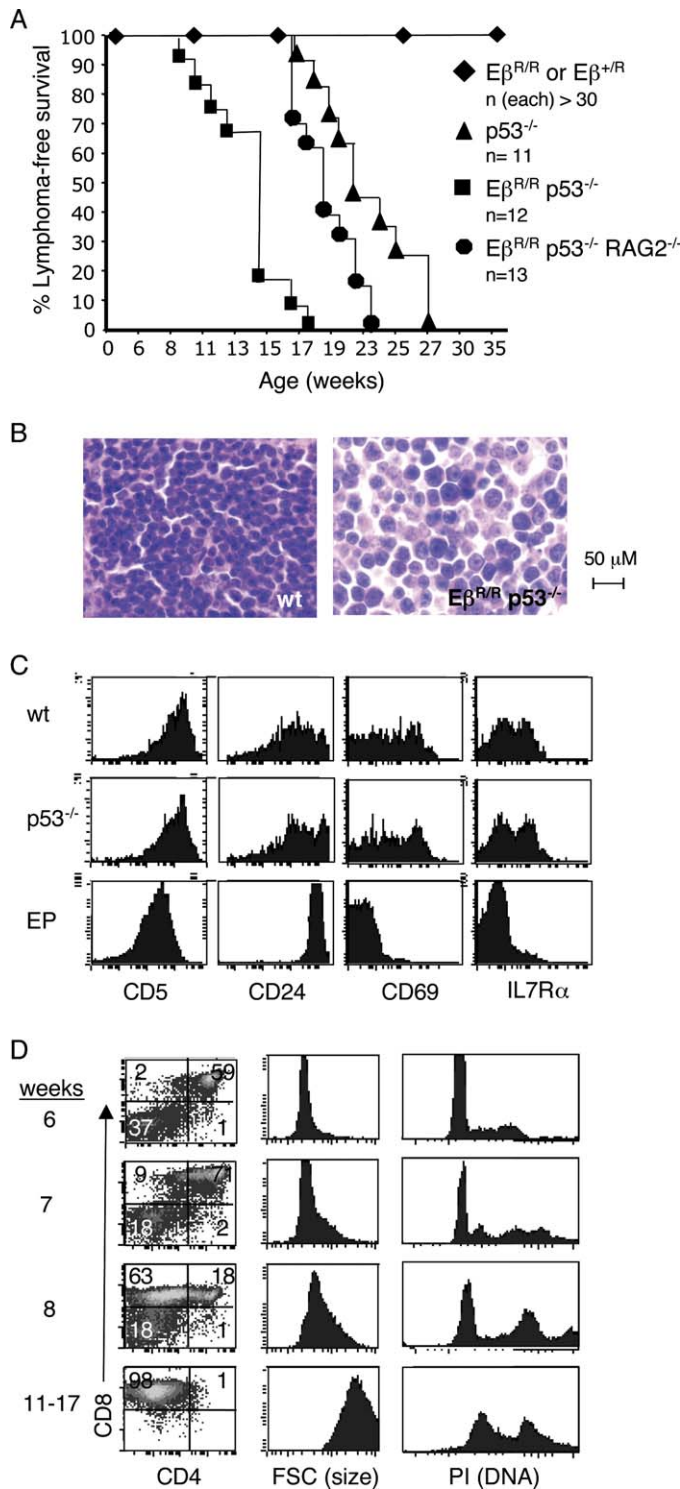 A
% Lymphoma-free survival
100
90
80
70
60
50
40
30
20
10
0
0 6 8 11 13 15 17 19 23 25 27 30 35
Age (weeks)
Eβ^R/R or Eβ^+/R
n (each) > 30
p53^-/-
n= 11
Eβ^R/R p53^-/-
n=12
Eβ^R/R p53^-/- RAG2^-/-
n=13
B
wt
Eβ^R/R p53^-/-
50 μM
C
wt
p53^-/-
EP
CD5 CD24 CD69 IL7Rα
D
weeks
6
2 59
37 1
7
9 71
18 2
8
63 18
18 1
11-17
98 1
CD8
CD4 FSC (size) PI (DNA)